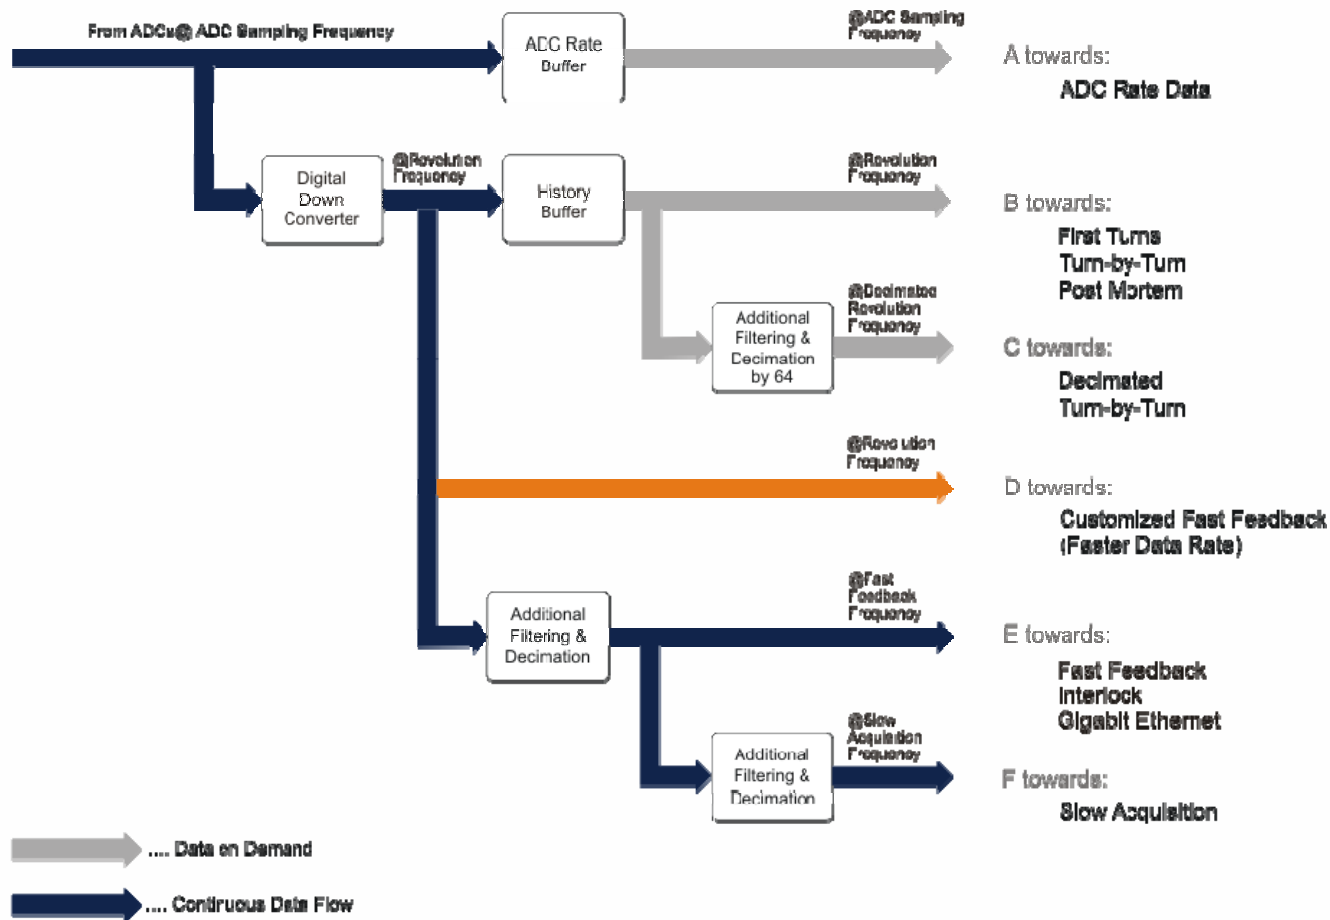 From ADCs@ ADC Sampling Frequency
ADC Rate
Buffer
@ADC Sampling
Frequency
A towards:
ADC Rate Data
Digital
Down
Converter
@Revolution
Frequency
History
Buffer
@Revolution
Frequency
B towards:
First Turns
Turn-by-Turn
Post Mortem
Additional
Filtering &
Decimation
by 64
@Decimated
Revolution
Frequency
C towards:
Decimated
Turn-by-Turn
@Revolution
Frequency
D towards:
Customized Fast Feedback
(Faster Data Rate)
Additional
Filtering &
Decimation
@Fast
Feedback
Frequency
E towards:
Fast Feedback
Interlock
Gigabit Ethernet
Additional
Filtering &
Decimation
@Slow
Acquisition
Frequency
F towards:
Slow Acquisition
.... Data on Demand
.... Continuous Data Flow